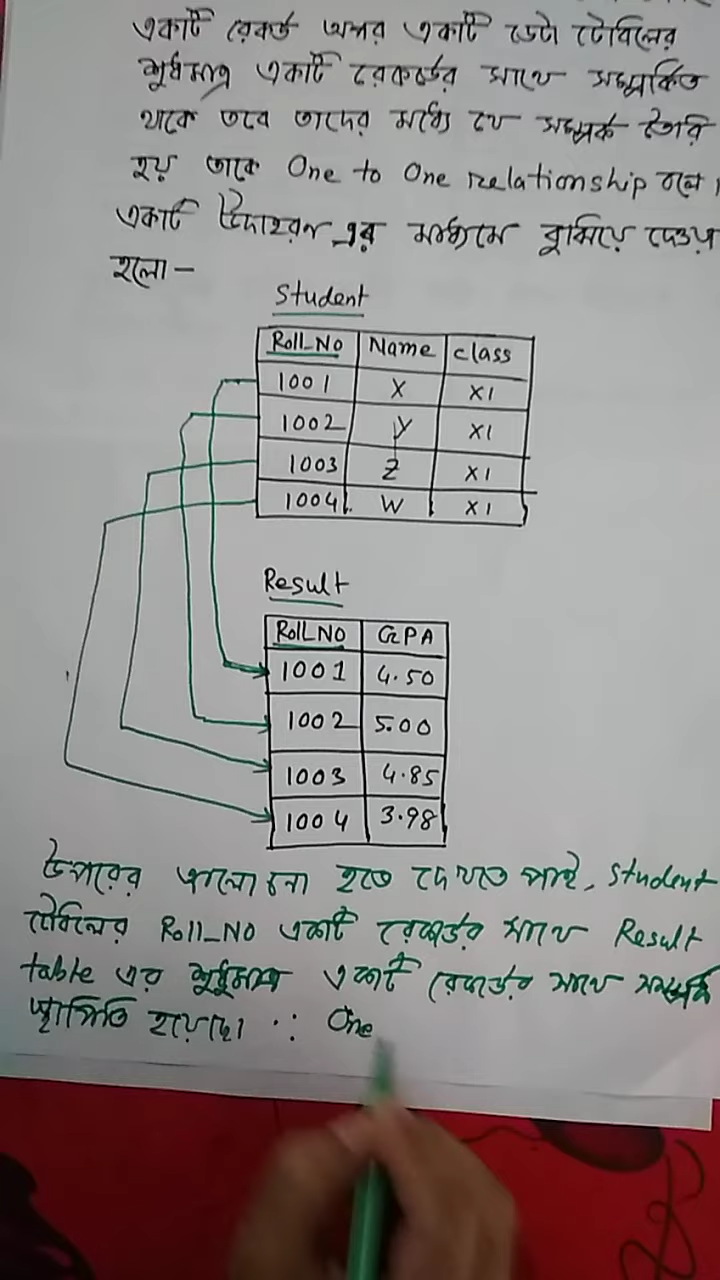 একটি রেকর্ড অপর একটি ডেটা টেবিলের
শুধুমাত্র একটি রেকর্ডের সাথে সম্পর্কিত
থাকে তবে তাদের মধ্যে যে সম্পর্ক তৈরি
হয় তাকে One to One relationship বলে।
একটি উদাহরণ এর মাধ্যমে বুঝিয়ে দেওয়া
হলো -
Student
Roll_No Name class
1001 X XI
1002 Y XI
1003 Z XI
1004 W XI
Result
Roll_No GPA
1001 4.50
1002 5.00
1003 4.85
1004 3.98
উপরের আলোচনা হতে দেখতে পাই, Student
টেবিলের Roll_No একটি রেকর্ডের সাথে Result
table এর শুধুমাত্র একটি রেকর্ডের সাথে সম্পর্ক
স্থাপিত হয়েছে। ∴ One